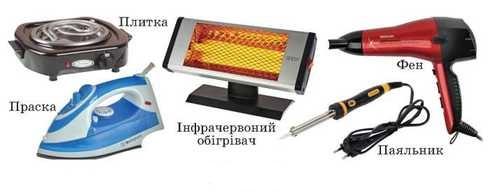 Плитка
Праска
Інфрачервоний
обігрівач
Фен
Паяльник